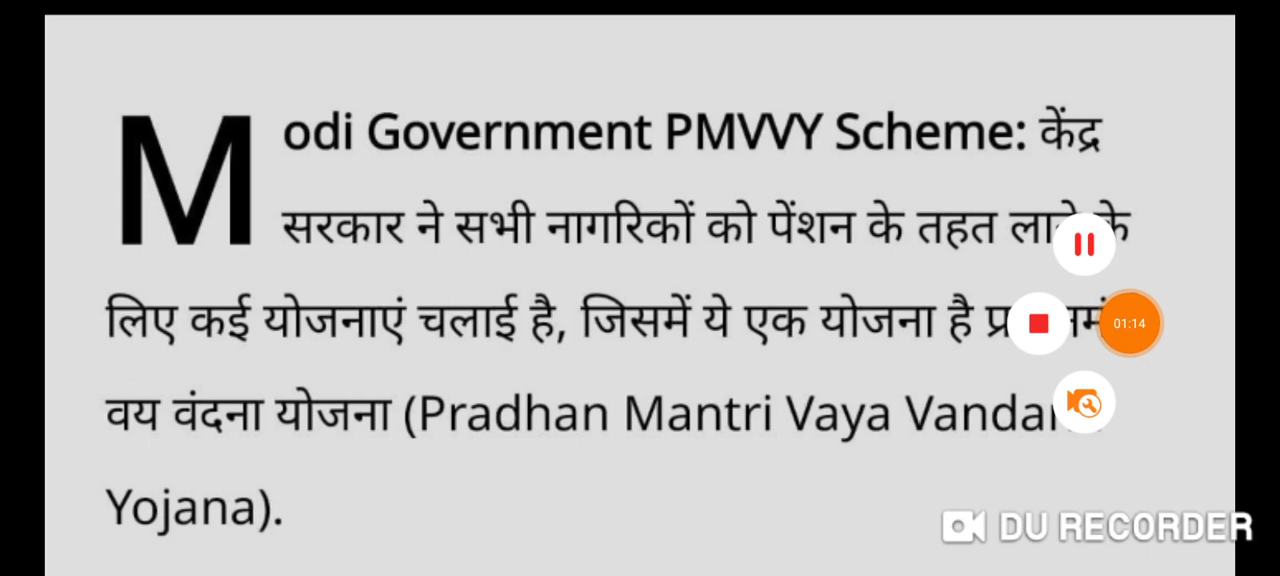 Modi Government PMVVY Scheme: केंद्र
सरकार ने सभी नागरिकों को पेंशन के तहत के
लिए कई योजनाएं चलाई है, जिसमें ये एक योजना है
वय वंदना योजना (Pradhan Mantri Vaya
Yojana).
01:14
DU RECORDER